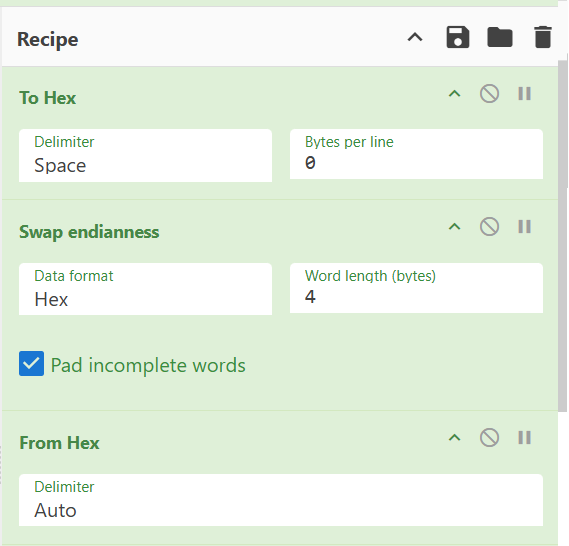 Recipe
To Hex
Delimiter
Space
Bytes per line
0
Swap endianness
Data format
Hex
Word length (bytes)
4
Pad incomplete words
From Hex
Delimiter
Auto